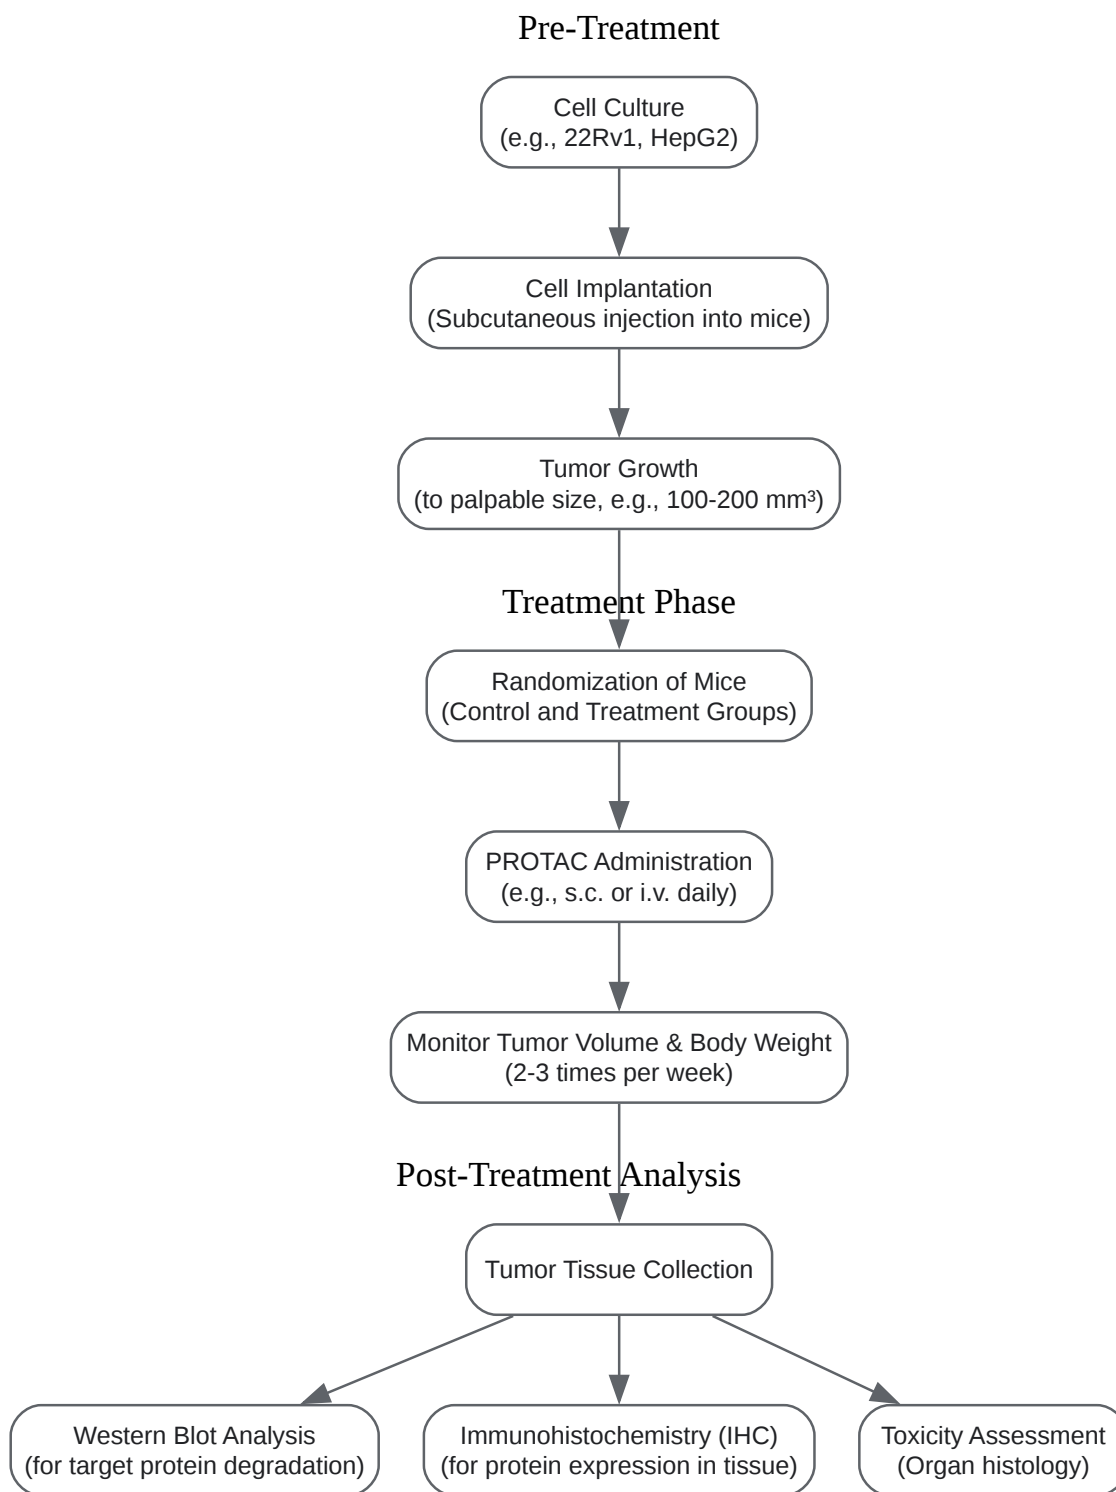 Pre-Treatment
Cell Culture
(e.g., 22Rv1, HepG2)
Cell Implantation
(Subcutaneous injection into mice)
Tumor Growth
(to palpable size, e.g., 100-200 mm³)
Treatment Phase
Randomization of Mice
(Control and Treatment Groups)
PROTAC Administration
(e.g., s.c. or i.v. daily)
Monitor Tumor Volume & Body Weight
(2-3 times per week)
Post-Treatment Analysis
Tumor Tissue Collection
Western Blot Analysis
(for target protein degradation)
Immunohistochemistry (IHC)
(for protein expression in tissue)
Toxicity Assessment
(Organ histology)